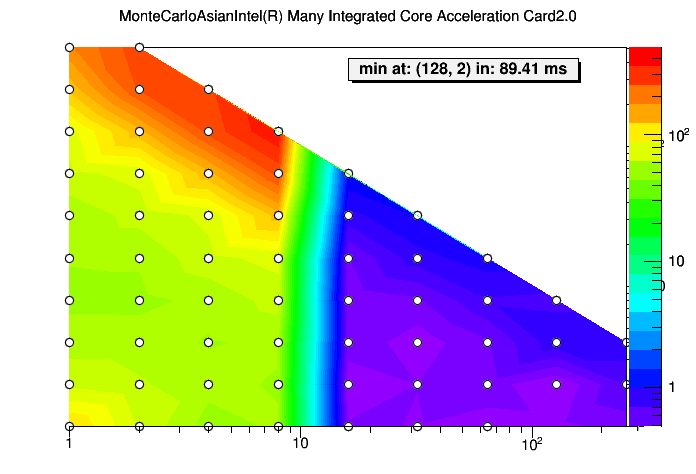 MonteCarloAsianIntel(R) Many Integrated Core Acceleration Card2.0
min at: (128, 2) in: 89.41 ms
10²
10
1
1 10 10²